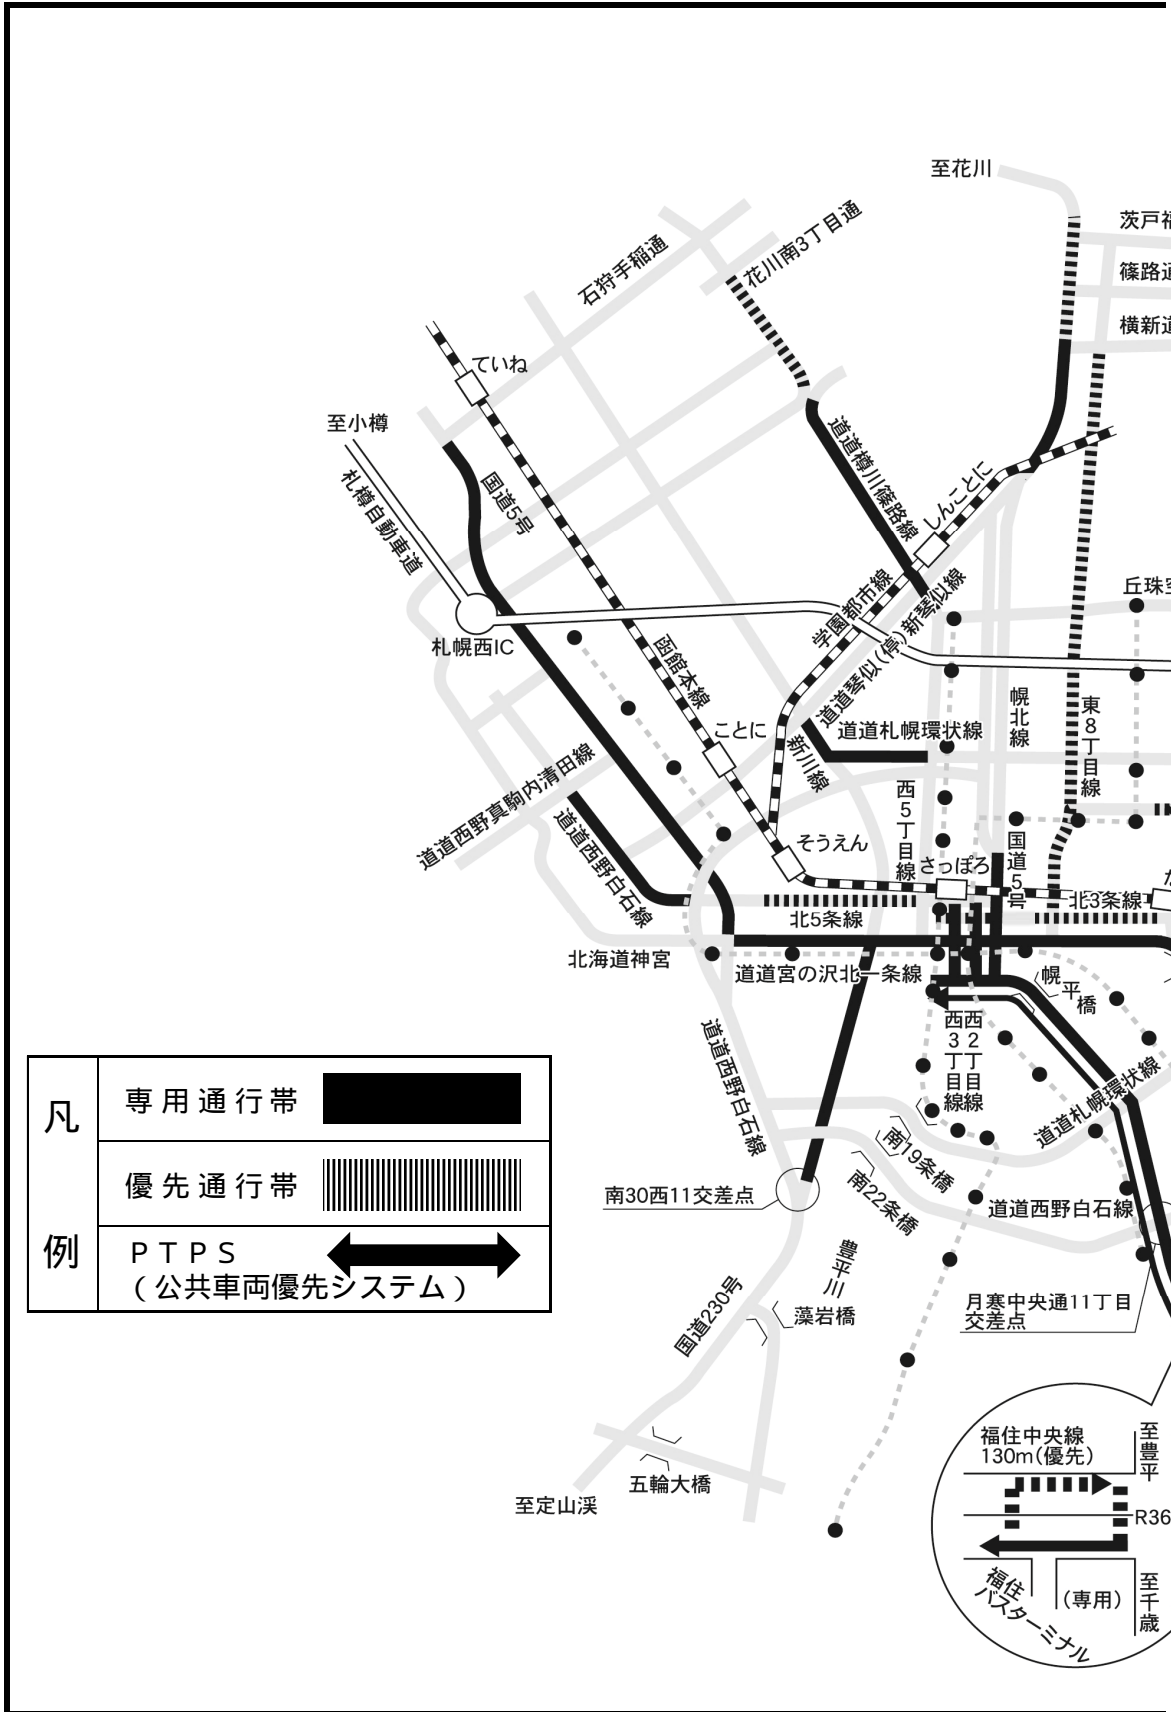 至花川
茨戸
篠路
横新
石狩手稲通
花川南3丁目通
ていね
至小樽
札樽自動車道
国道5号
道道樽川篠路線
しんことに
丘珠
学園都市線
道道琴似(停)新琴似線
札幌西IC
函館本線
ことに
新川線
道道札幌環状線
幌北線
東8丁目線
道道西野真駒内清田線
道道西野白石線
そうえん
西5丁目線
さっぽろ
国道5号
北3条線
北5条線
北海道神宮
道道宮の沢北一条線
幌平橋
西3丁目線
西2丁目線
道道西野白石線
道道札幌環状線
南19条橋
南22条橋
南30西11交差点
道道西野白石線
豊平川
藻岩橋
国道230号
月寒中央通11丁目
交差点
五輪大橋
至定山渓
福住中央線
130m(優先)
至豊平
R36
福住
バスターミナル
(専用)
至千歳
凡例
専用通行帯
優先通行帯
PTPS
(公共車両優先システム)